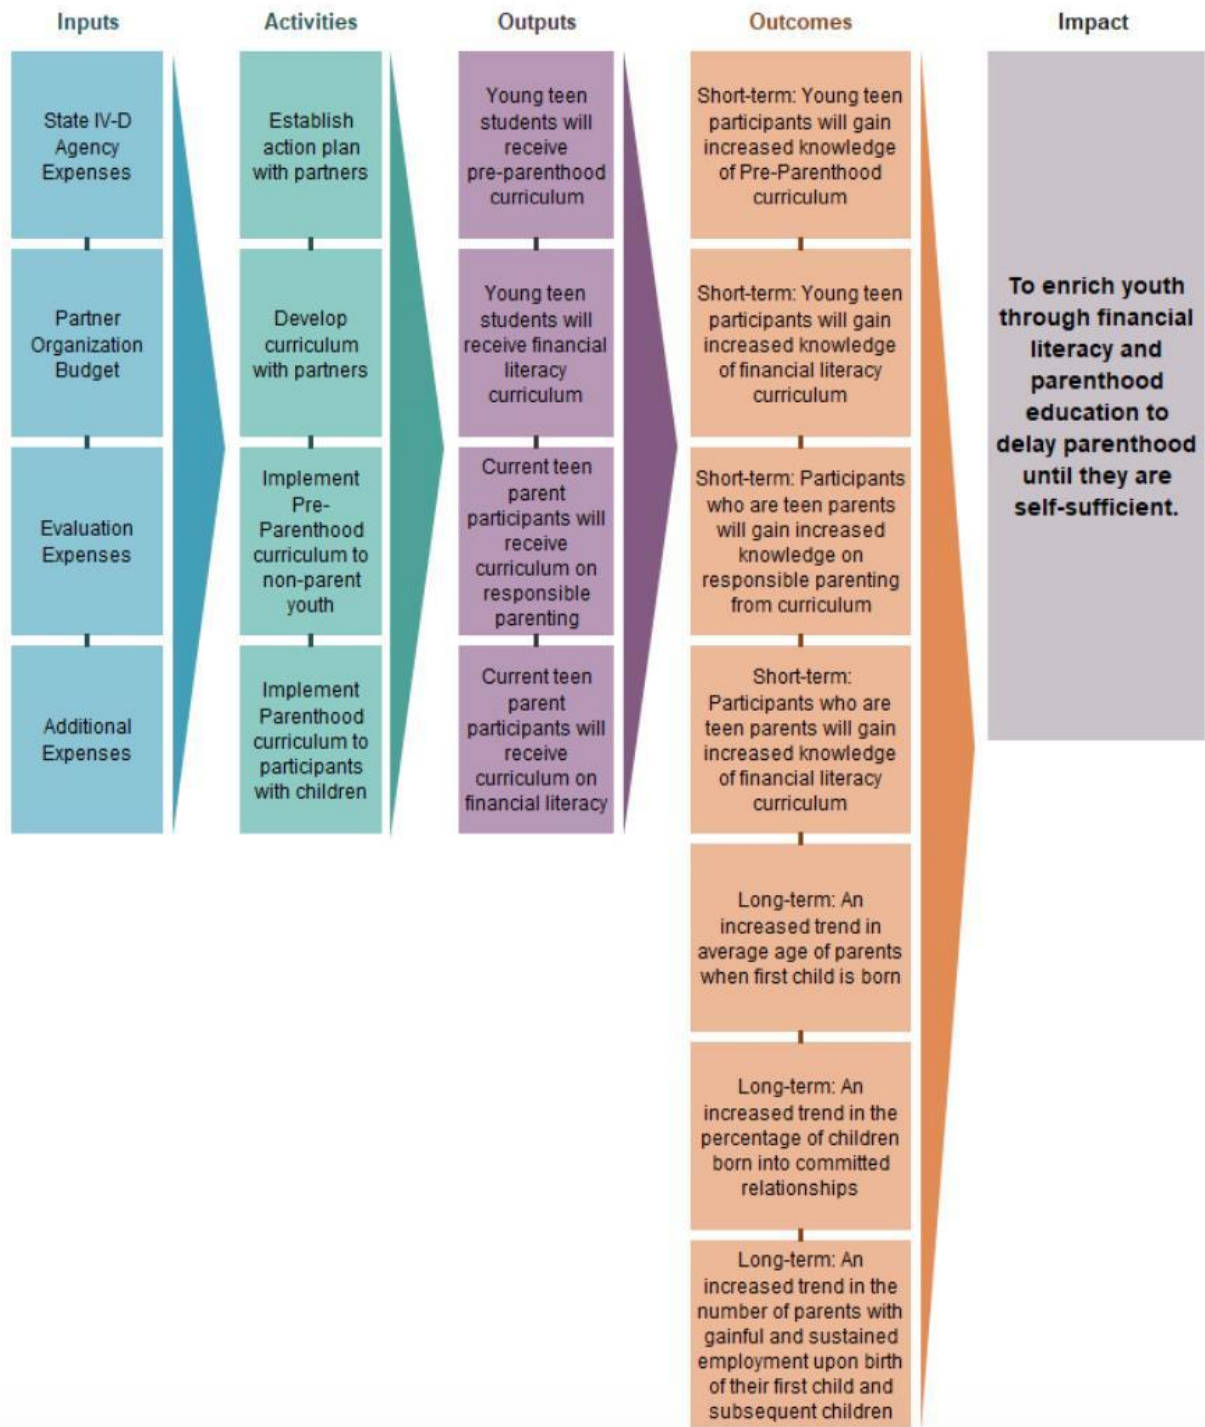 Inputs
Activities
Outputs
Outcomes
Impact
State IV-D
Agency
Expenses
Partner
Organization
Budget
Evaluation
Expenses
Additional
Expenses
Establish
action plan
with partners
Develop
curriculum
with partners
Implement
Pre-
Parenthood
curriculum to
non-parent
youth
Implement
Parenthood
curriculum to
participants
with children
Young teen
students will
receive
pre-parenthood
curriculum
Young teen
students will
receive financial
literacy
curriculum
Current teen
parent
participants will
receive
curriculum on
responsible
parenting
Current teen
parent
participants will
receive
curriculum on
financial literacy
Short-term: Young teen
participants will gain
increased knowledge
of Pre-Parenthood
curriculum
Short-term: Young teen
participants will gain
increased knowledge
of financial literacy
curriculum
Short-term: Participants
who are teen parents
will gain increased
knowledge on
responsible parenting
from curriculum
Short-term:
Participants who are
teen parents will gain
increased knowledge
of financial literacy
curriculum
Long-term: An
increased trend in
average age of parents
when first child is born
Long-term: An
increased trend in the
percentage of children
born into committed
relationships
Long-term: An
increased trend in the
number of parents with
gainful and sustained
employment upon birth
of their first child and
subsequent children
To enrich youth
through financial
literacy and
parenthood
education to
delay parenthood
until they are
self-sufficient.